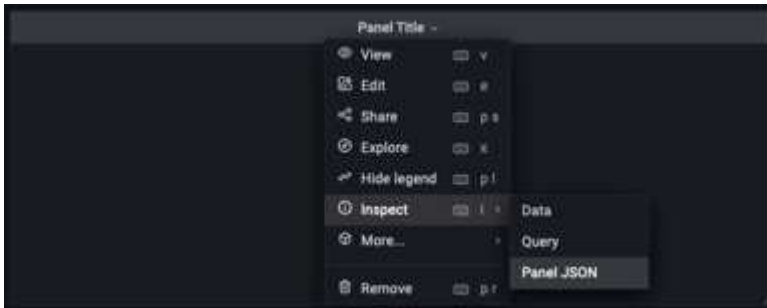 Panel Title
View v
Edit e
Share p s
Explore x
Hide legend p l
Inspect i
Data
More...
Query
Panel JSON
Remove p r